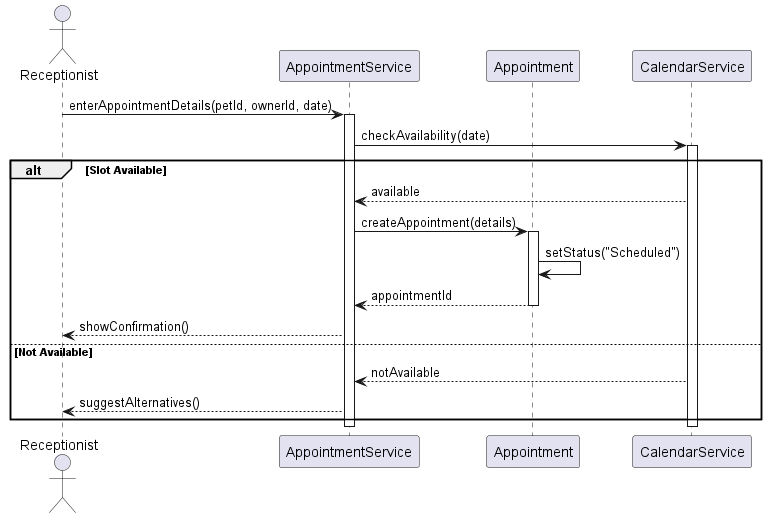 Receptionist
AppointmentService
Appointment
CalendarService
enterAppointmentDetails(petId, ownerId, date)
checkAvailability(date)
alt
[Slot Available]
available
createAppointment(details)
setStatus("Scheduled")
appointmentId
showConfirmation()
[Not Available]
notAvailable
suggestAlternatives()
Receptionist
AppointmentService
Appointment
CalendarService